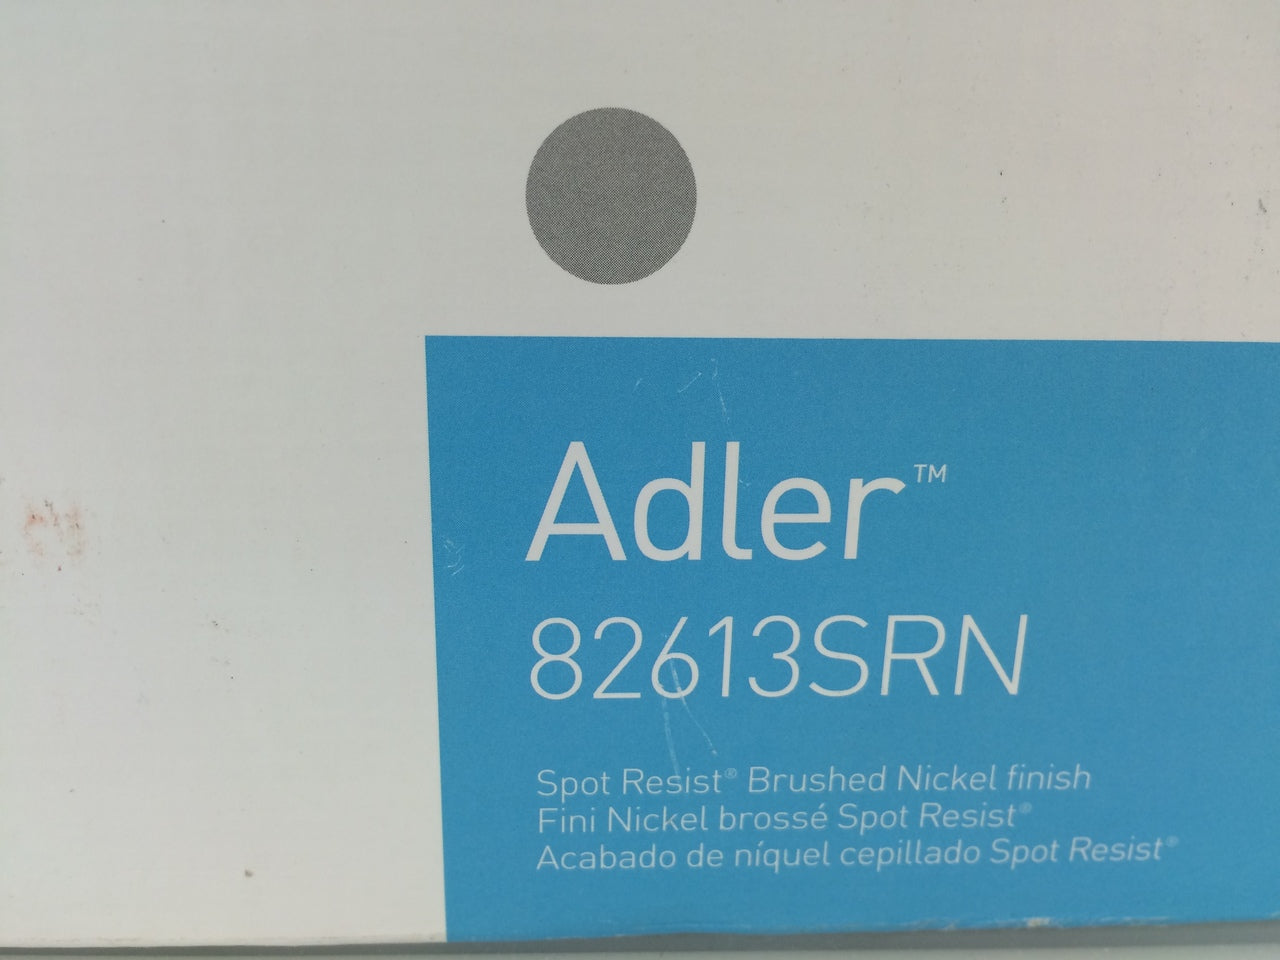 Adler™
82613SRN
Spot Resist® Brushed Nickel finish
Fini Nickel brossé Spot Resist®
Acabado de níquel cepillado Spot Resist®